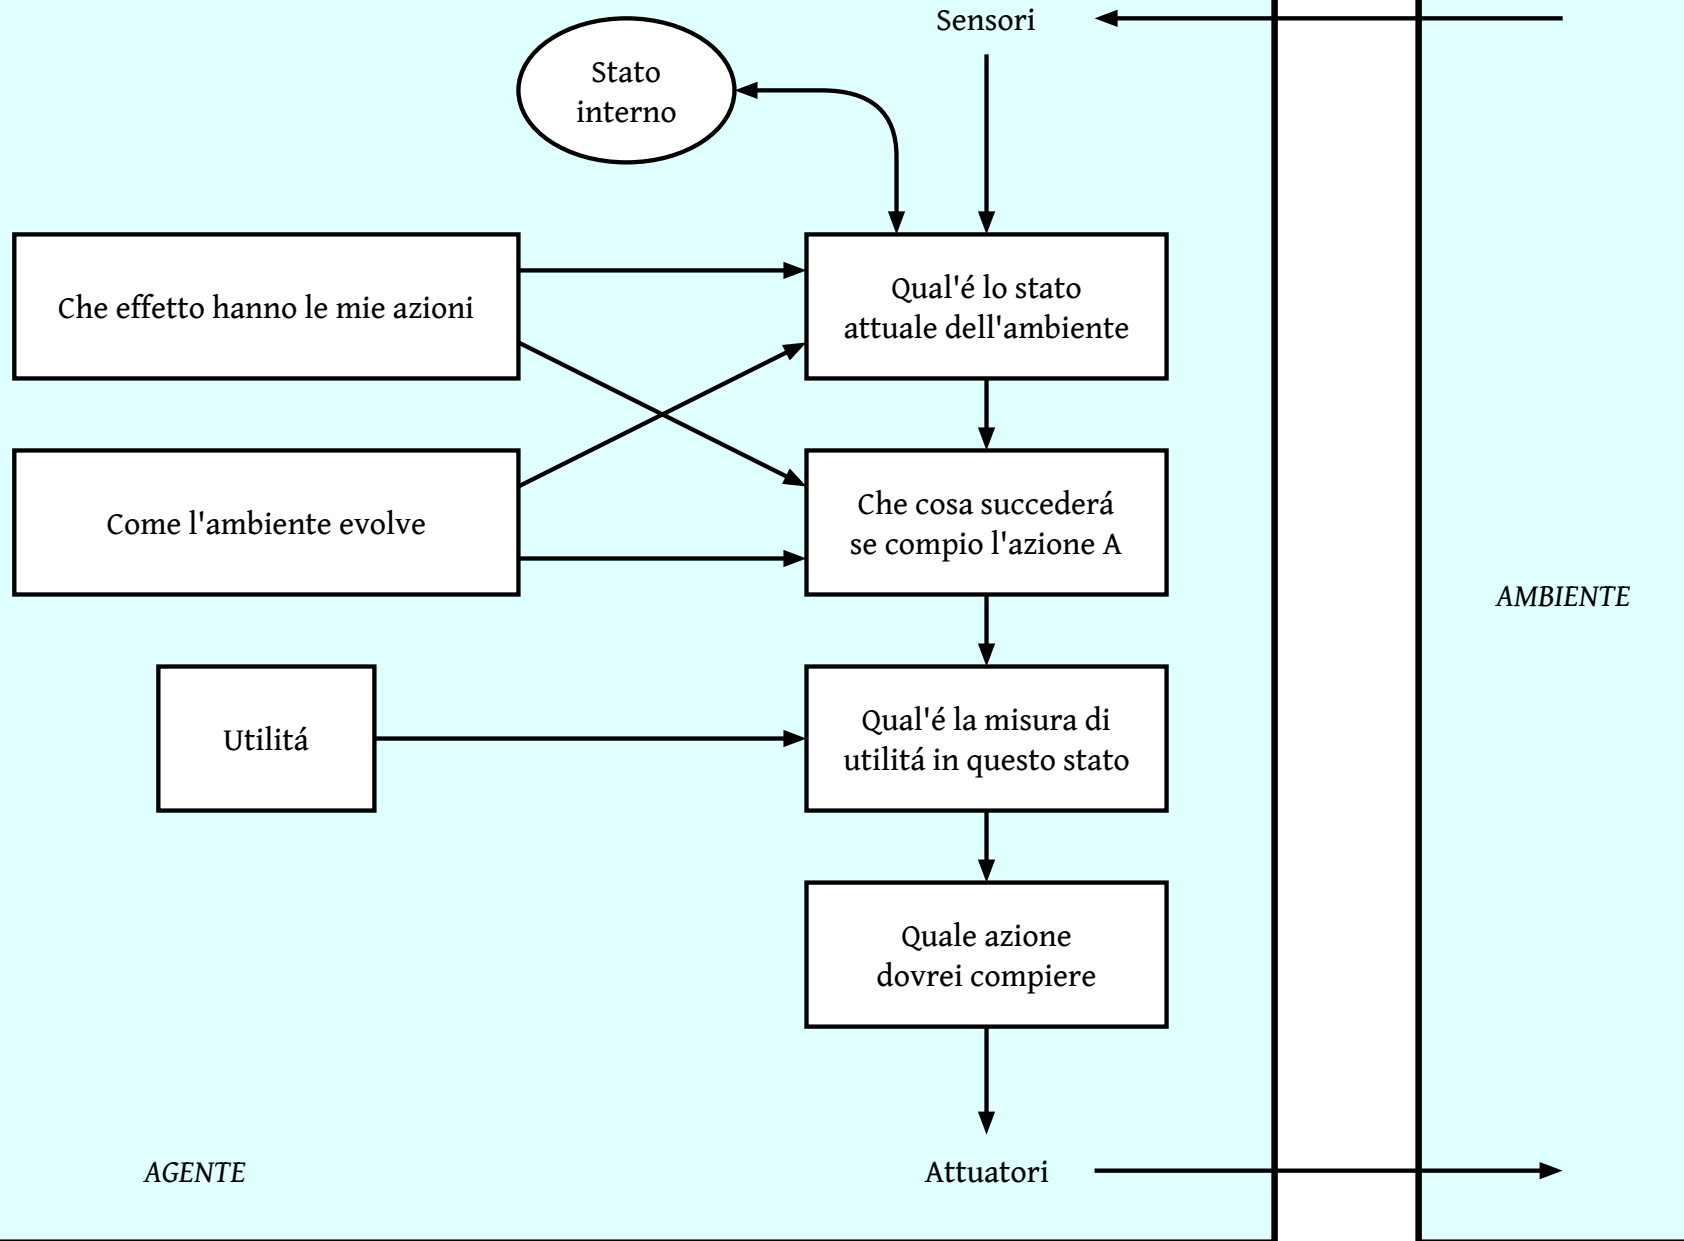 Sensori
Stato
interno
Che effetto hanno le mie azioni
Qual'é lo stato
attuale dell'ambiente
Come l'ambiente evolve
Che cosa succederá
se compio l'azione A
AMBIENTE
Utilitá
Qual'é la misura di
utilitá in questo stato
Quale azione
dovrei compiere
AGENTE
Attuatori